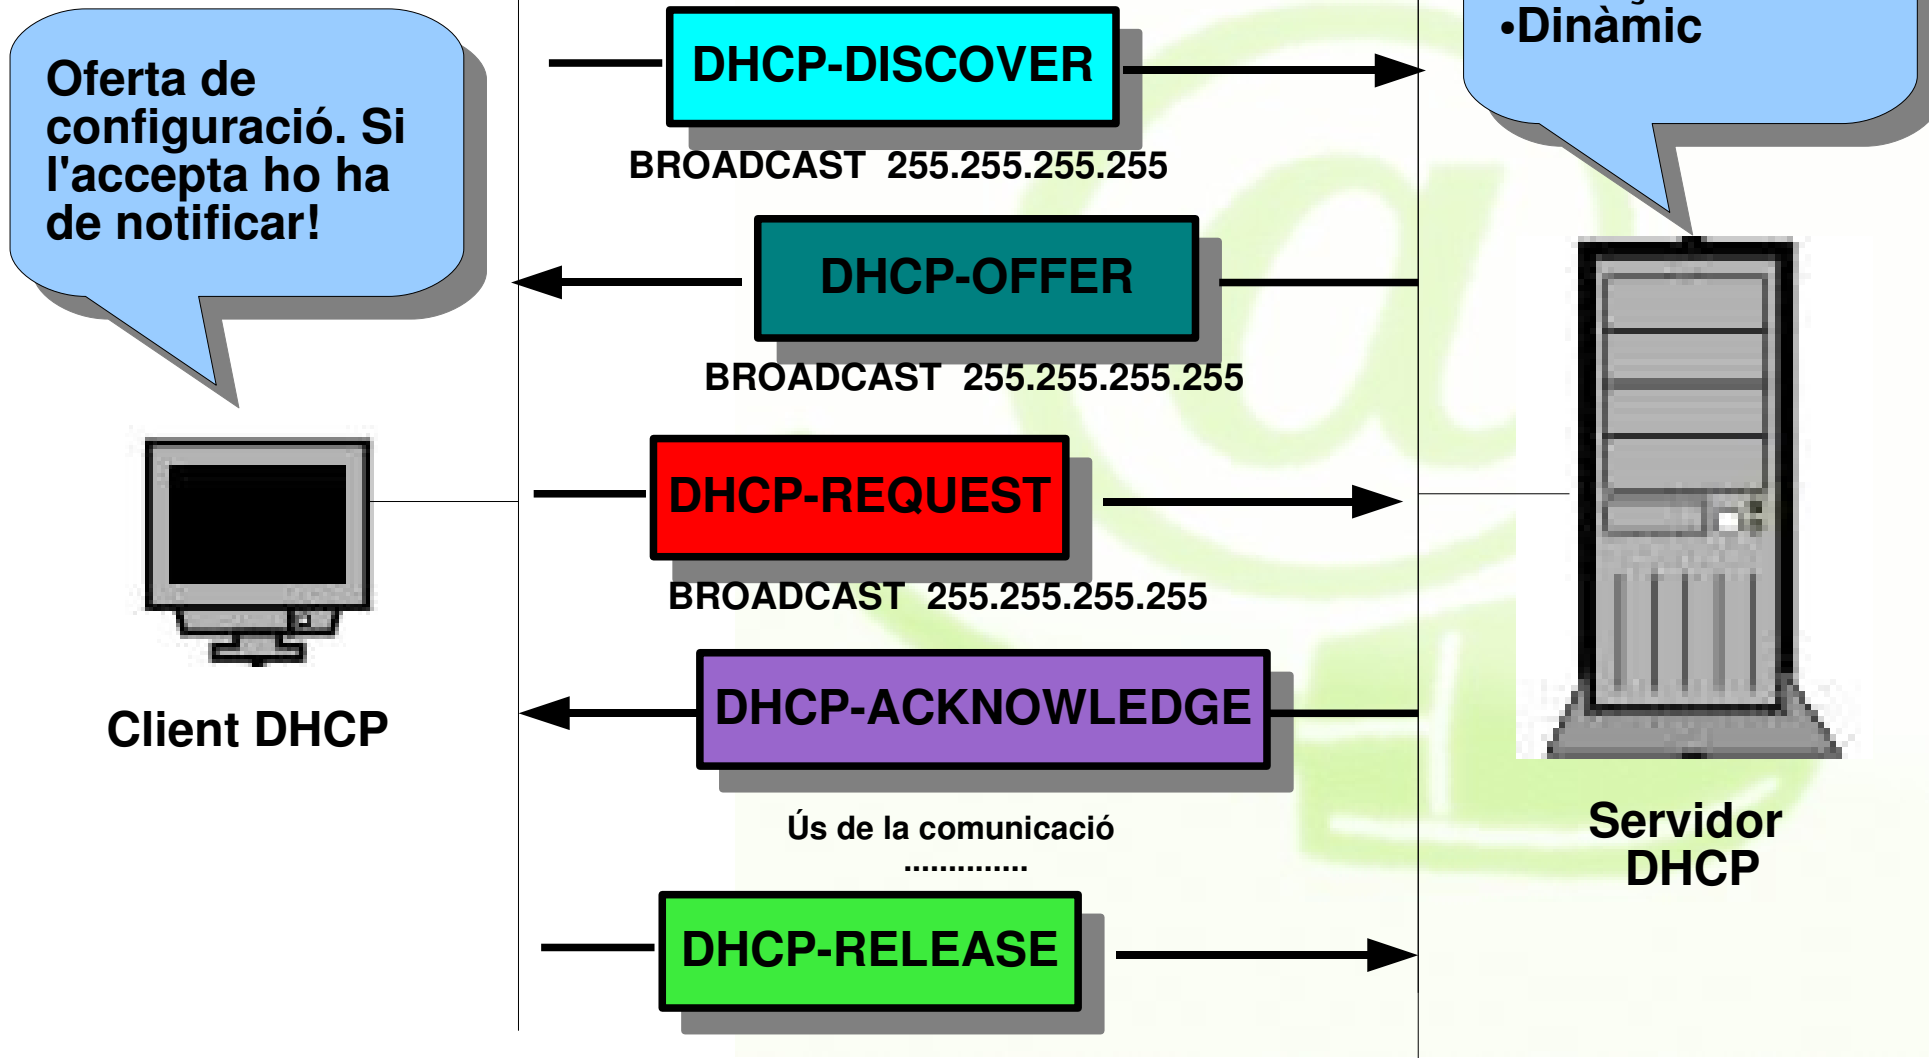 •Dinàmic
Oferta de
configuració. Si
l'accepta ho ha
de notificar!
DHCP-DISCOVER
BROADCAST 255.255.255.255
DHCP-OFFER
BROADCAST 255.255.255.255
DHCP-REQUEST
BROADCAST 255.255.255.255
DHCP-ACKNOWLEDGE
Ús de la comunicació
..............
DHCP-RELEASE
Client DHCP
Servidor
DHCP